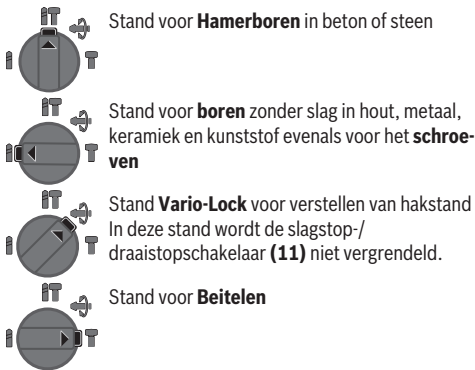 Stand voor Hamerboren in beton of steen
Stand voor boren zonder slag in hout, metaal,
keramiek en kunststof evenals voor het schroe-
ven
Stand Vario-Lock voor verstellen van hakstand
In deze stand wordt de slagstop-/
draaistopschakelaar (11) niet vergrendeld.
Stand voor Beitelen